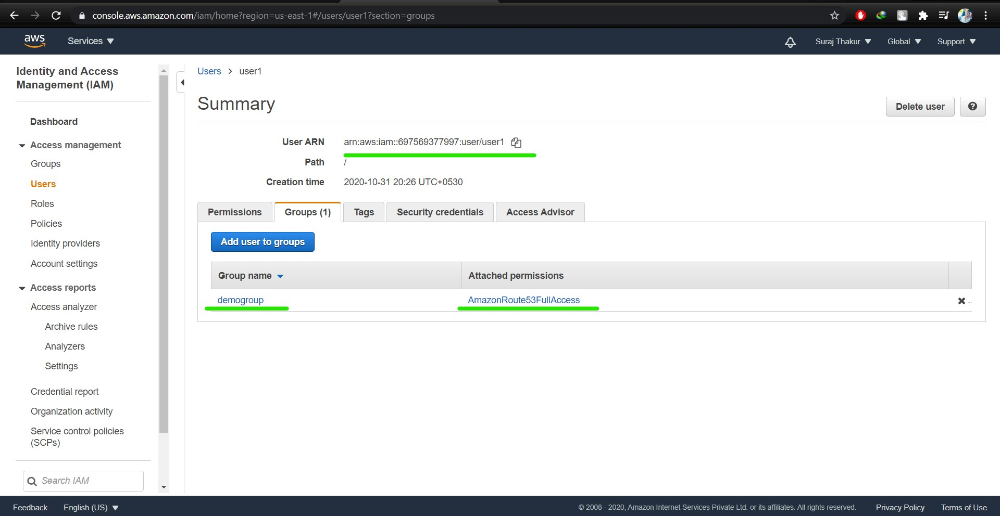 console.aws.amazon.com/iam/home?region=us-east-1#/users/user1?section=groups
aws
Services
Suraj Thakur
Global
Support
Identity and Access
Management (IAM)
Dashboard
Access management
Groups
Users
Roles
Policies
Identity providers
Account settings
Access reports
Access analyzer
Archive rules
Analyzers
Settings
Credential report
Organization activity
Service control policies
(SCPs)
Search IAM
Users > user1
Summary
Delete user
User ARN arn:aws:iam::697569377997:user/user1
Path /
Creation time 2020-10-31 20:26 UTC+0530
Permissions
Groups (1)
Tags
Security credentials
Access Advisor
Add user to groups
Group name Attached permissions
demogroup AmazonRoute53FullAccess
Feedback
English (US)
© 2008 - 2020, Amazon Internet Services Private Ltd. or its affiliates. All rights reserved.
Privacy Policy
Terms of Use